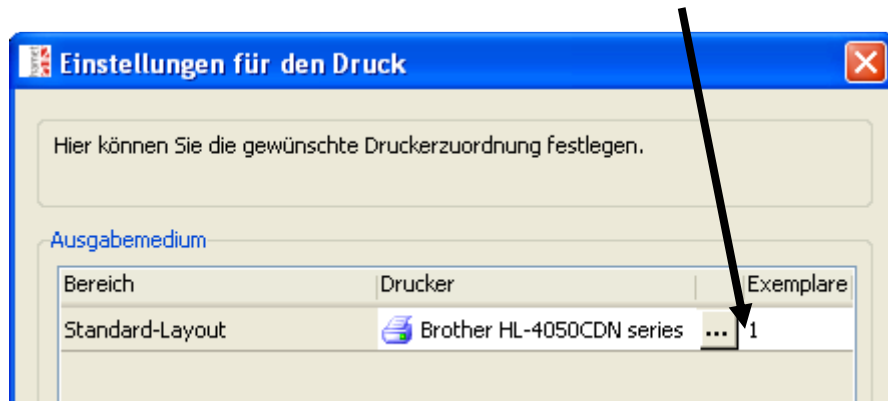 Einstellungen für den Druck
Hier können Sie die gewünschte Druckerzuordnung festlegen.
Ausgabemedium
Bereich Drucker Exemplare
Standard-Layout Brother HL-4050CDN series ... 1